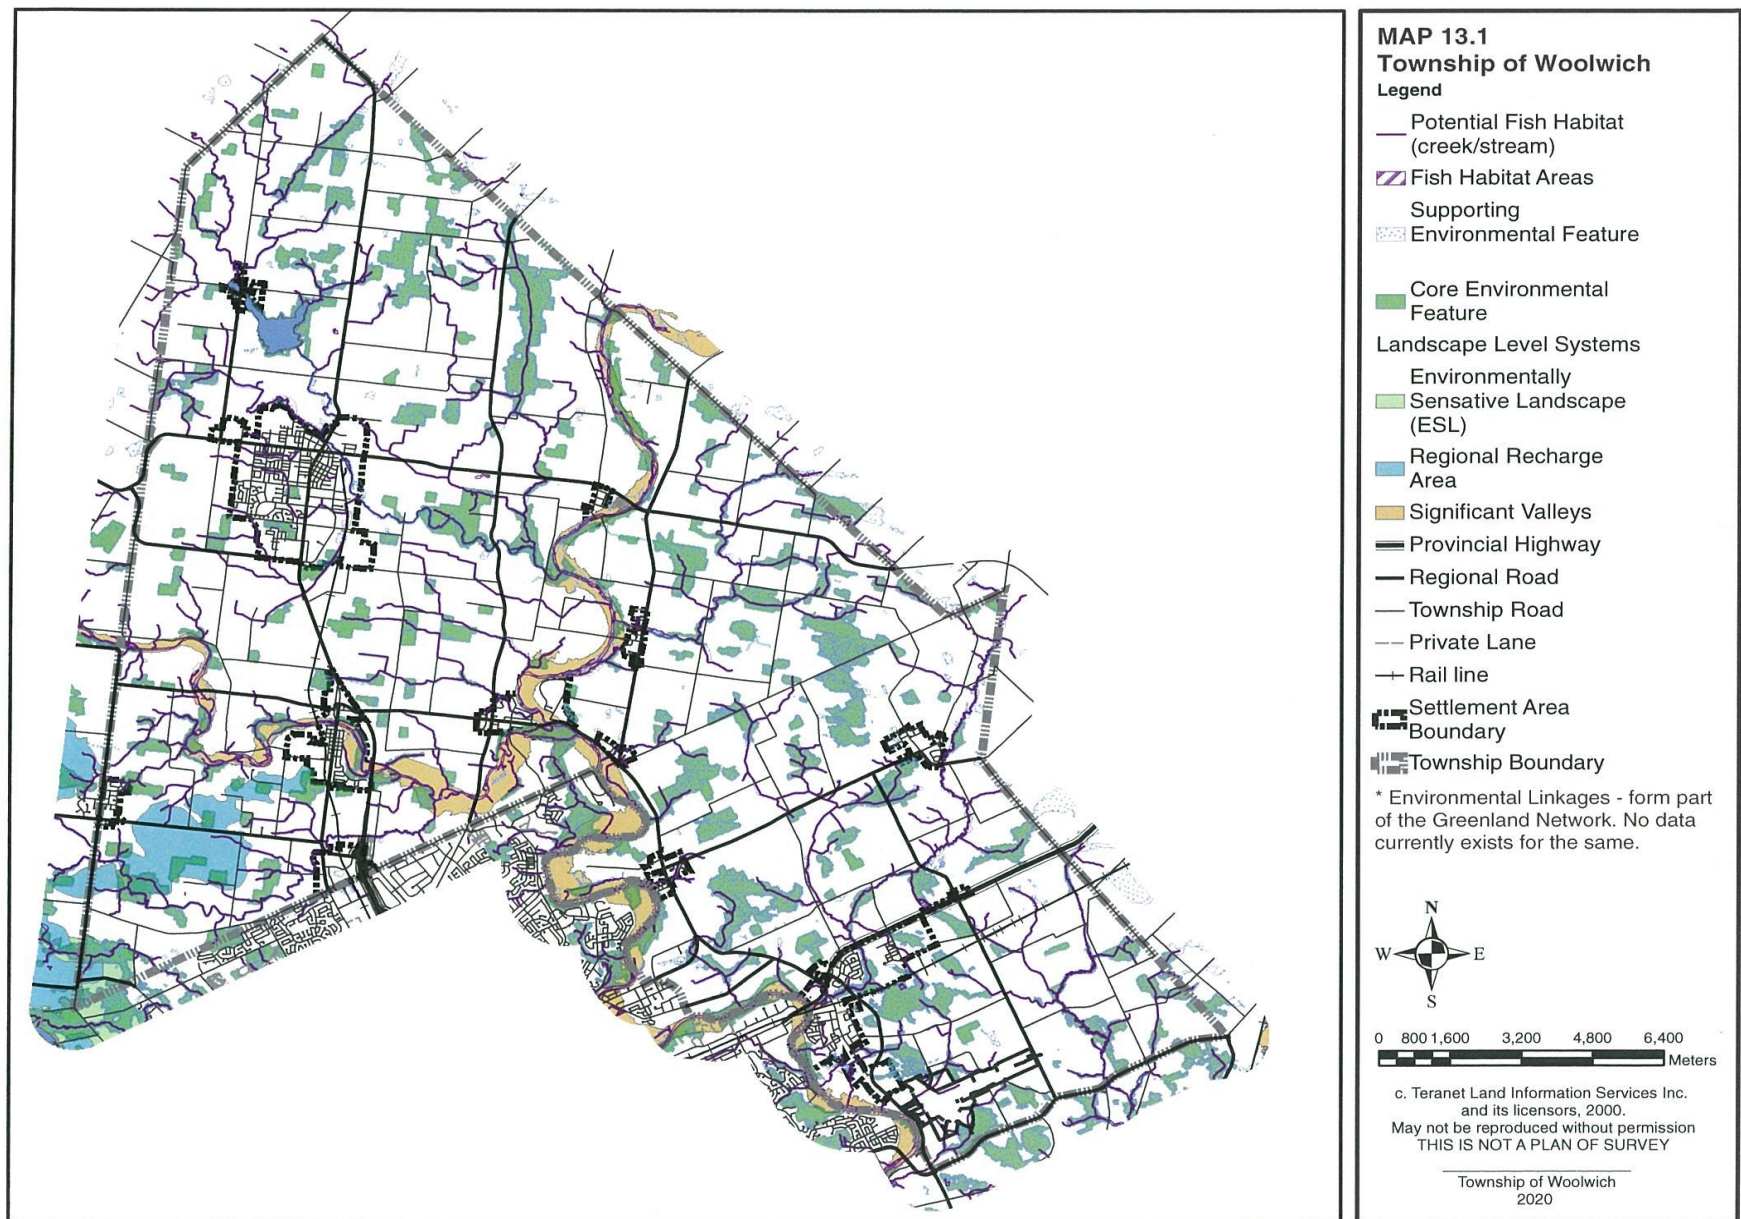 MAP 13.1
Township of Woolwich
Legend
Potential Fish Habitat
(creek/stream)
Fish Habitat Areas
Supporting
Environmental Feature
Core Environmental
Feature
Landscape Level Systems
Environmentally
Sensative Landscape
(ESL)
Regional Recharge
Area
Significant Valleys
Provincial Highway
Regional Road
Township Road
Private Lane
Rail line
Settlement Area
Boundary
Township Boundary
* Environmental Linkages - form part
of the Greenland Network. No data
currently exists for the same.
N
W E
S
0 800 1,600 3,200 4,800 6,400
Meters
c. Teranet Land Information Services Inc.
and its licensors, 2000.
May not be reproduced without permission
THIS IS NOT A PLAN OF SURVEY
Township of Woolwich
2020